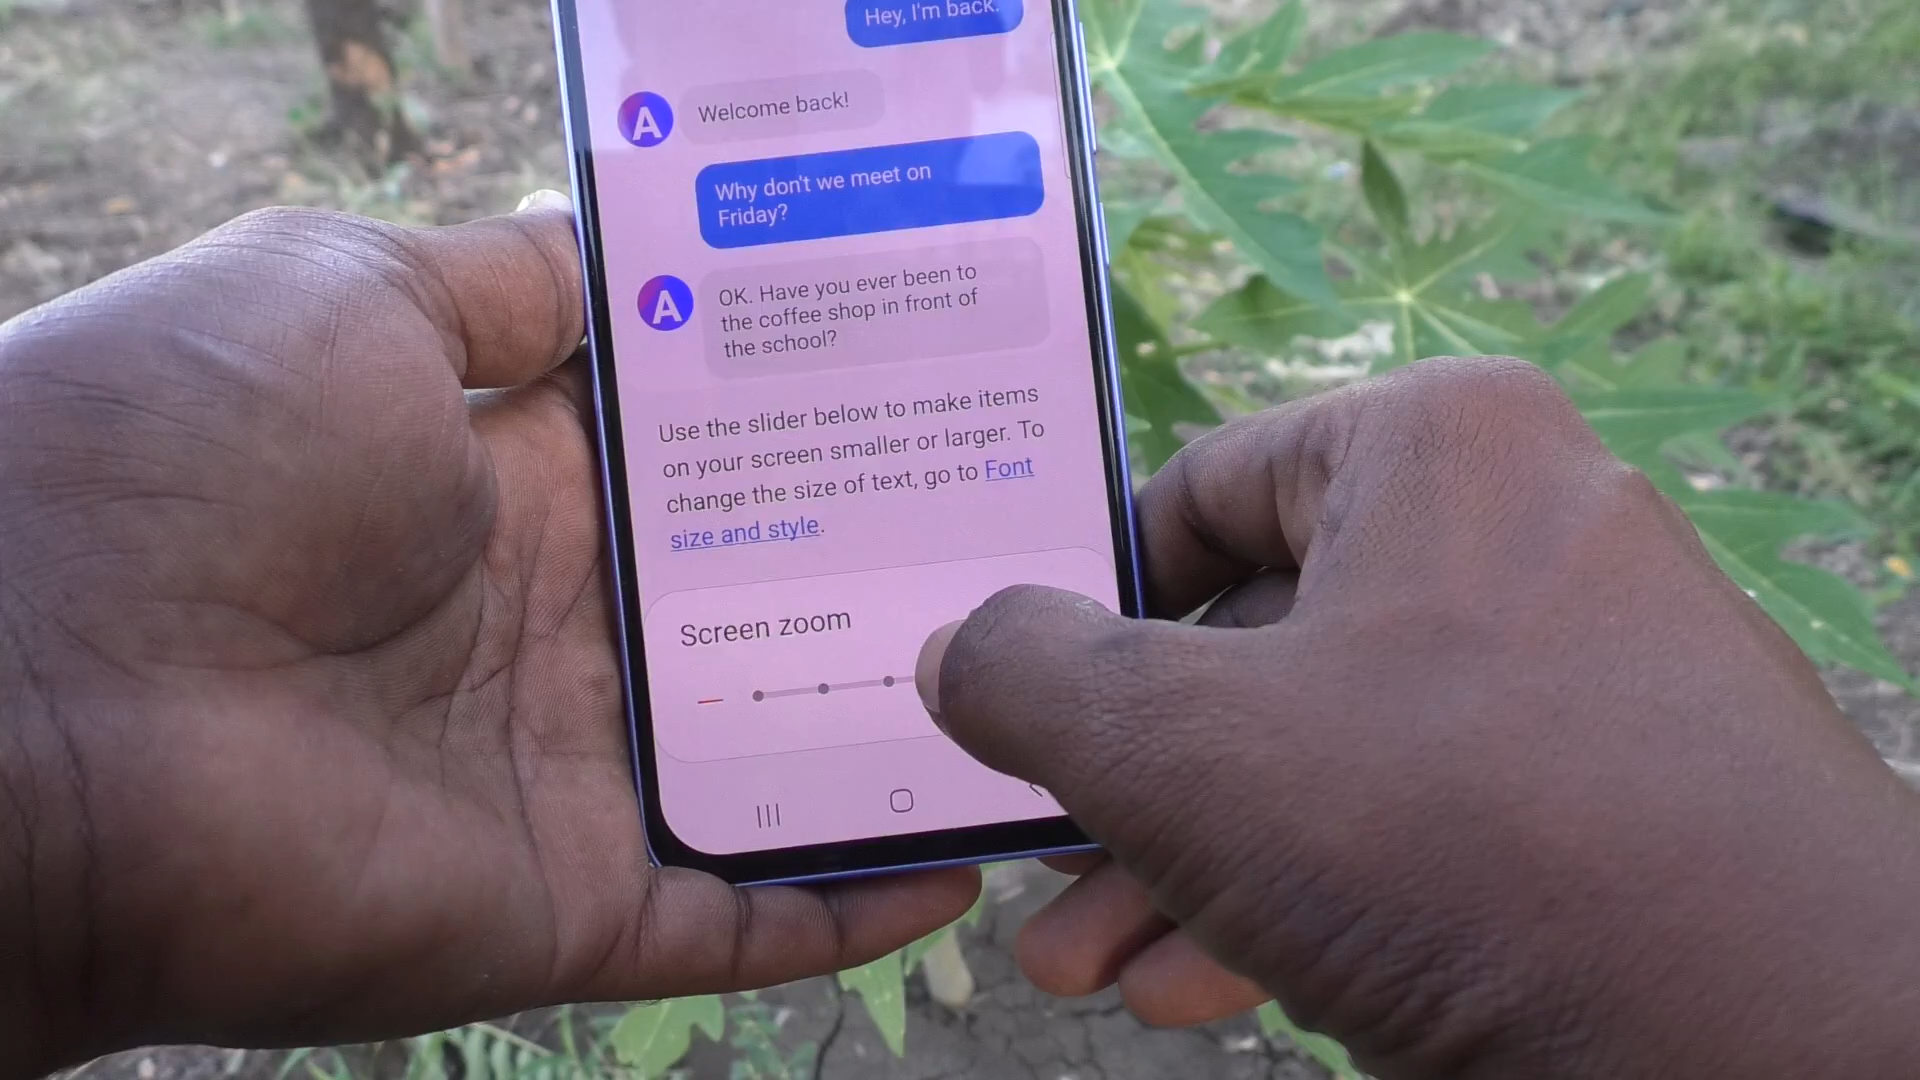 Hey, I'm back.
A
Welcome back!
Why don't we meet on
Friday?
A
OK. Have you ever been to
the coffee shop in front of
the school?
Use the slider below to make items
on your screen smaller or larger. To
change the size of text, go to Font
size and style.
Screen zoom